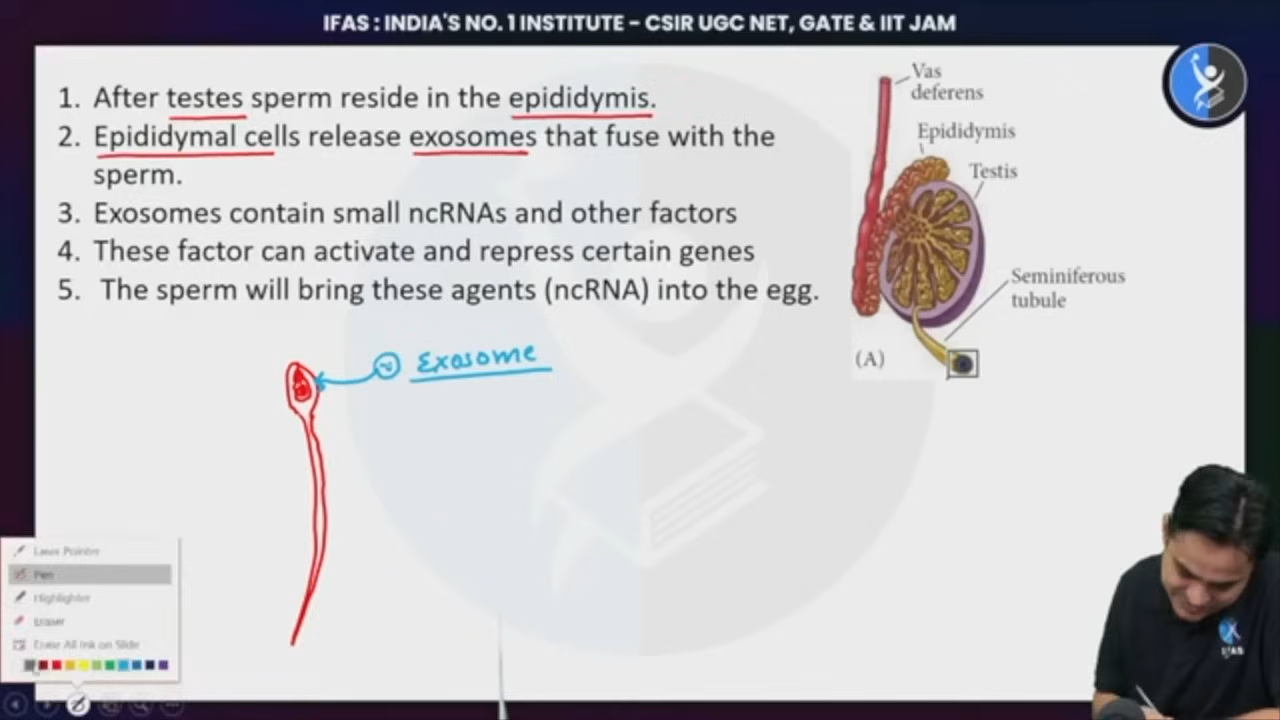 IFAS : INDIA'S NO. 1 INSTITUTE – CSIR UGC NET, GATE & IIT JAM
1. After testes sperm reside in the epididymis.
2. Epididymal cells release exosomes that fuse with the
sperm.
3. Exosomes contain small ncRNAs and other factors
4. These factor can activate and repress certain genes
5. The sperm will bring these agents (ncRNA) into the egg.
Vas
deferens
Epididymis
Testis
Seminiferous
tubule
(A)
Exosome
Laser Pointer
Pen
Highlighter
Eraser
Erase All Ink on Slide
IFAS